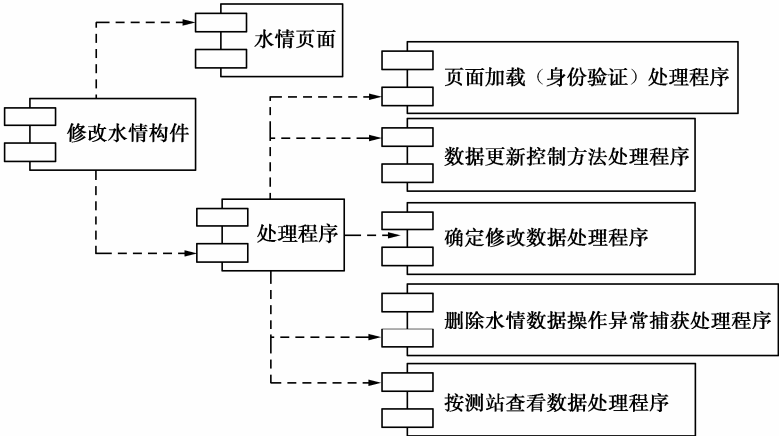 水情页面
修改水情构件
页面加载（身份验证）处理程序
数据更新控制方法处理程序
处理程序
确定修改数据处理程序
删除水情数据操作异常捕获处理程序
按测站查看数据处理程序